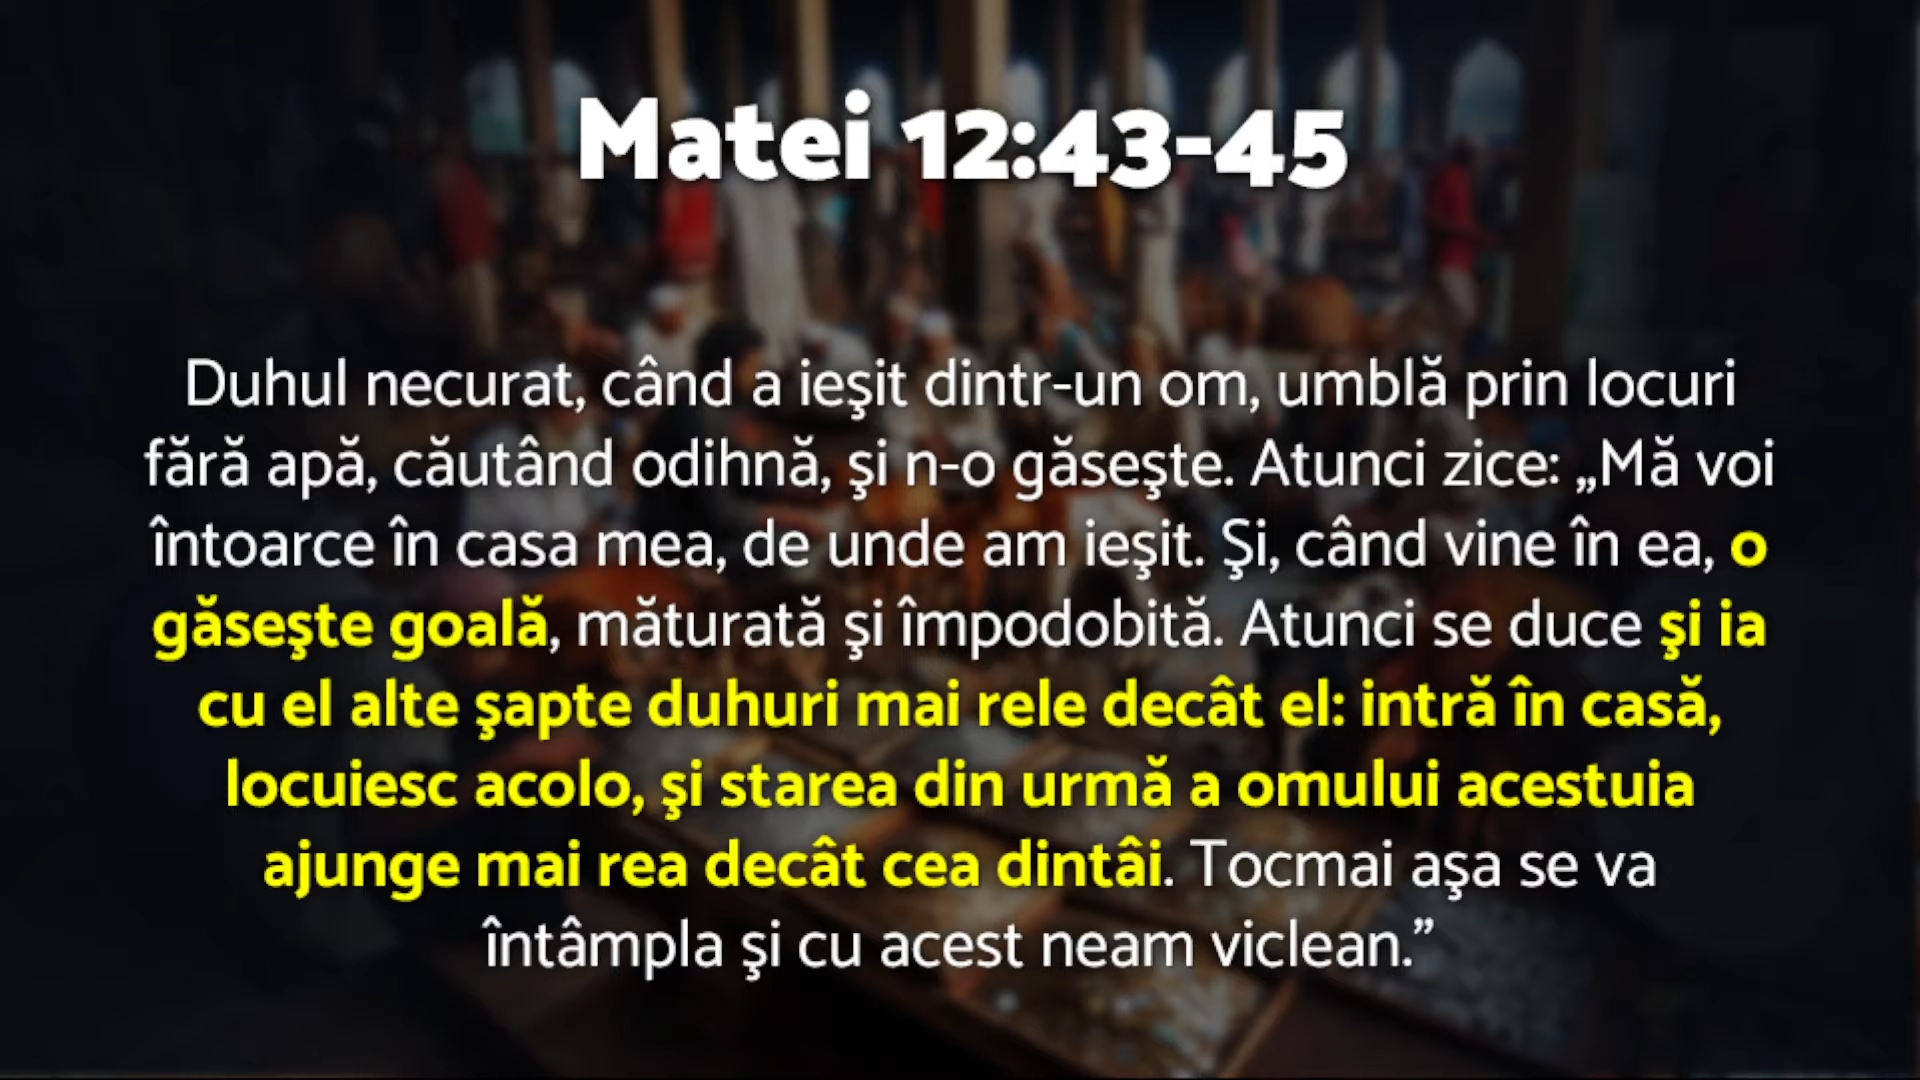 Matei 12:43-45
Duhul necurat, când a ieşit dintr-un om, umblă prin locuri
fără apă, căutând odihnă, şi n-o găseşte. Atunci zice: „Mă voi
întoarce în casa mea, de unde am ieşit. Şi, când vine în ea, o
găseşte goală, măturată şi împodobită. Atunci se duce şi ia
cu el alte şapte duhuri mai rele decât el: intră în casă,
locuiesc acolo, şi starea din urmă a omului acestuia
ajunge mai rea decât cea dintâi. Tocmai aşa se va
întâmpla şi cu acest neam viclean.”